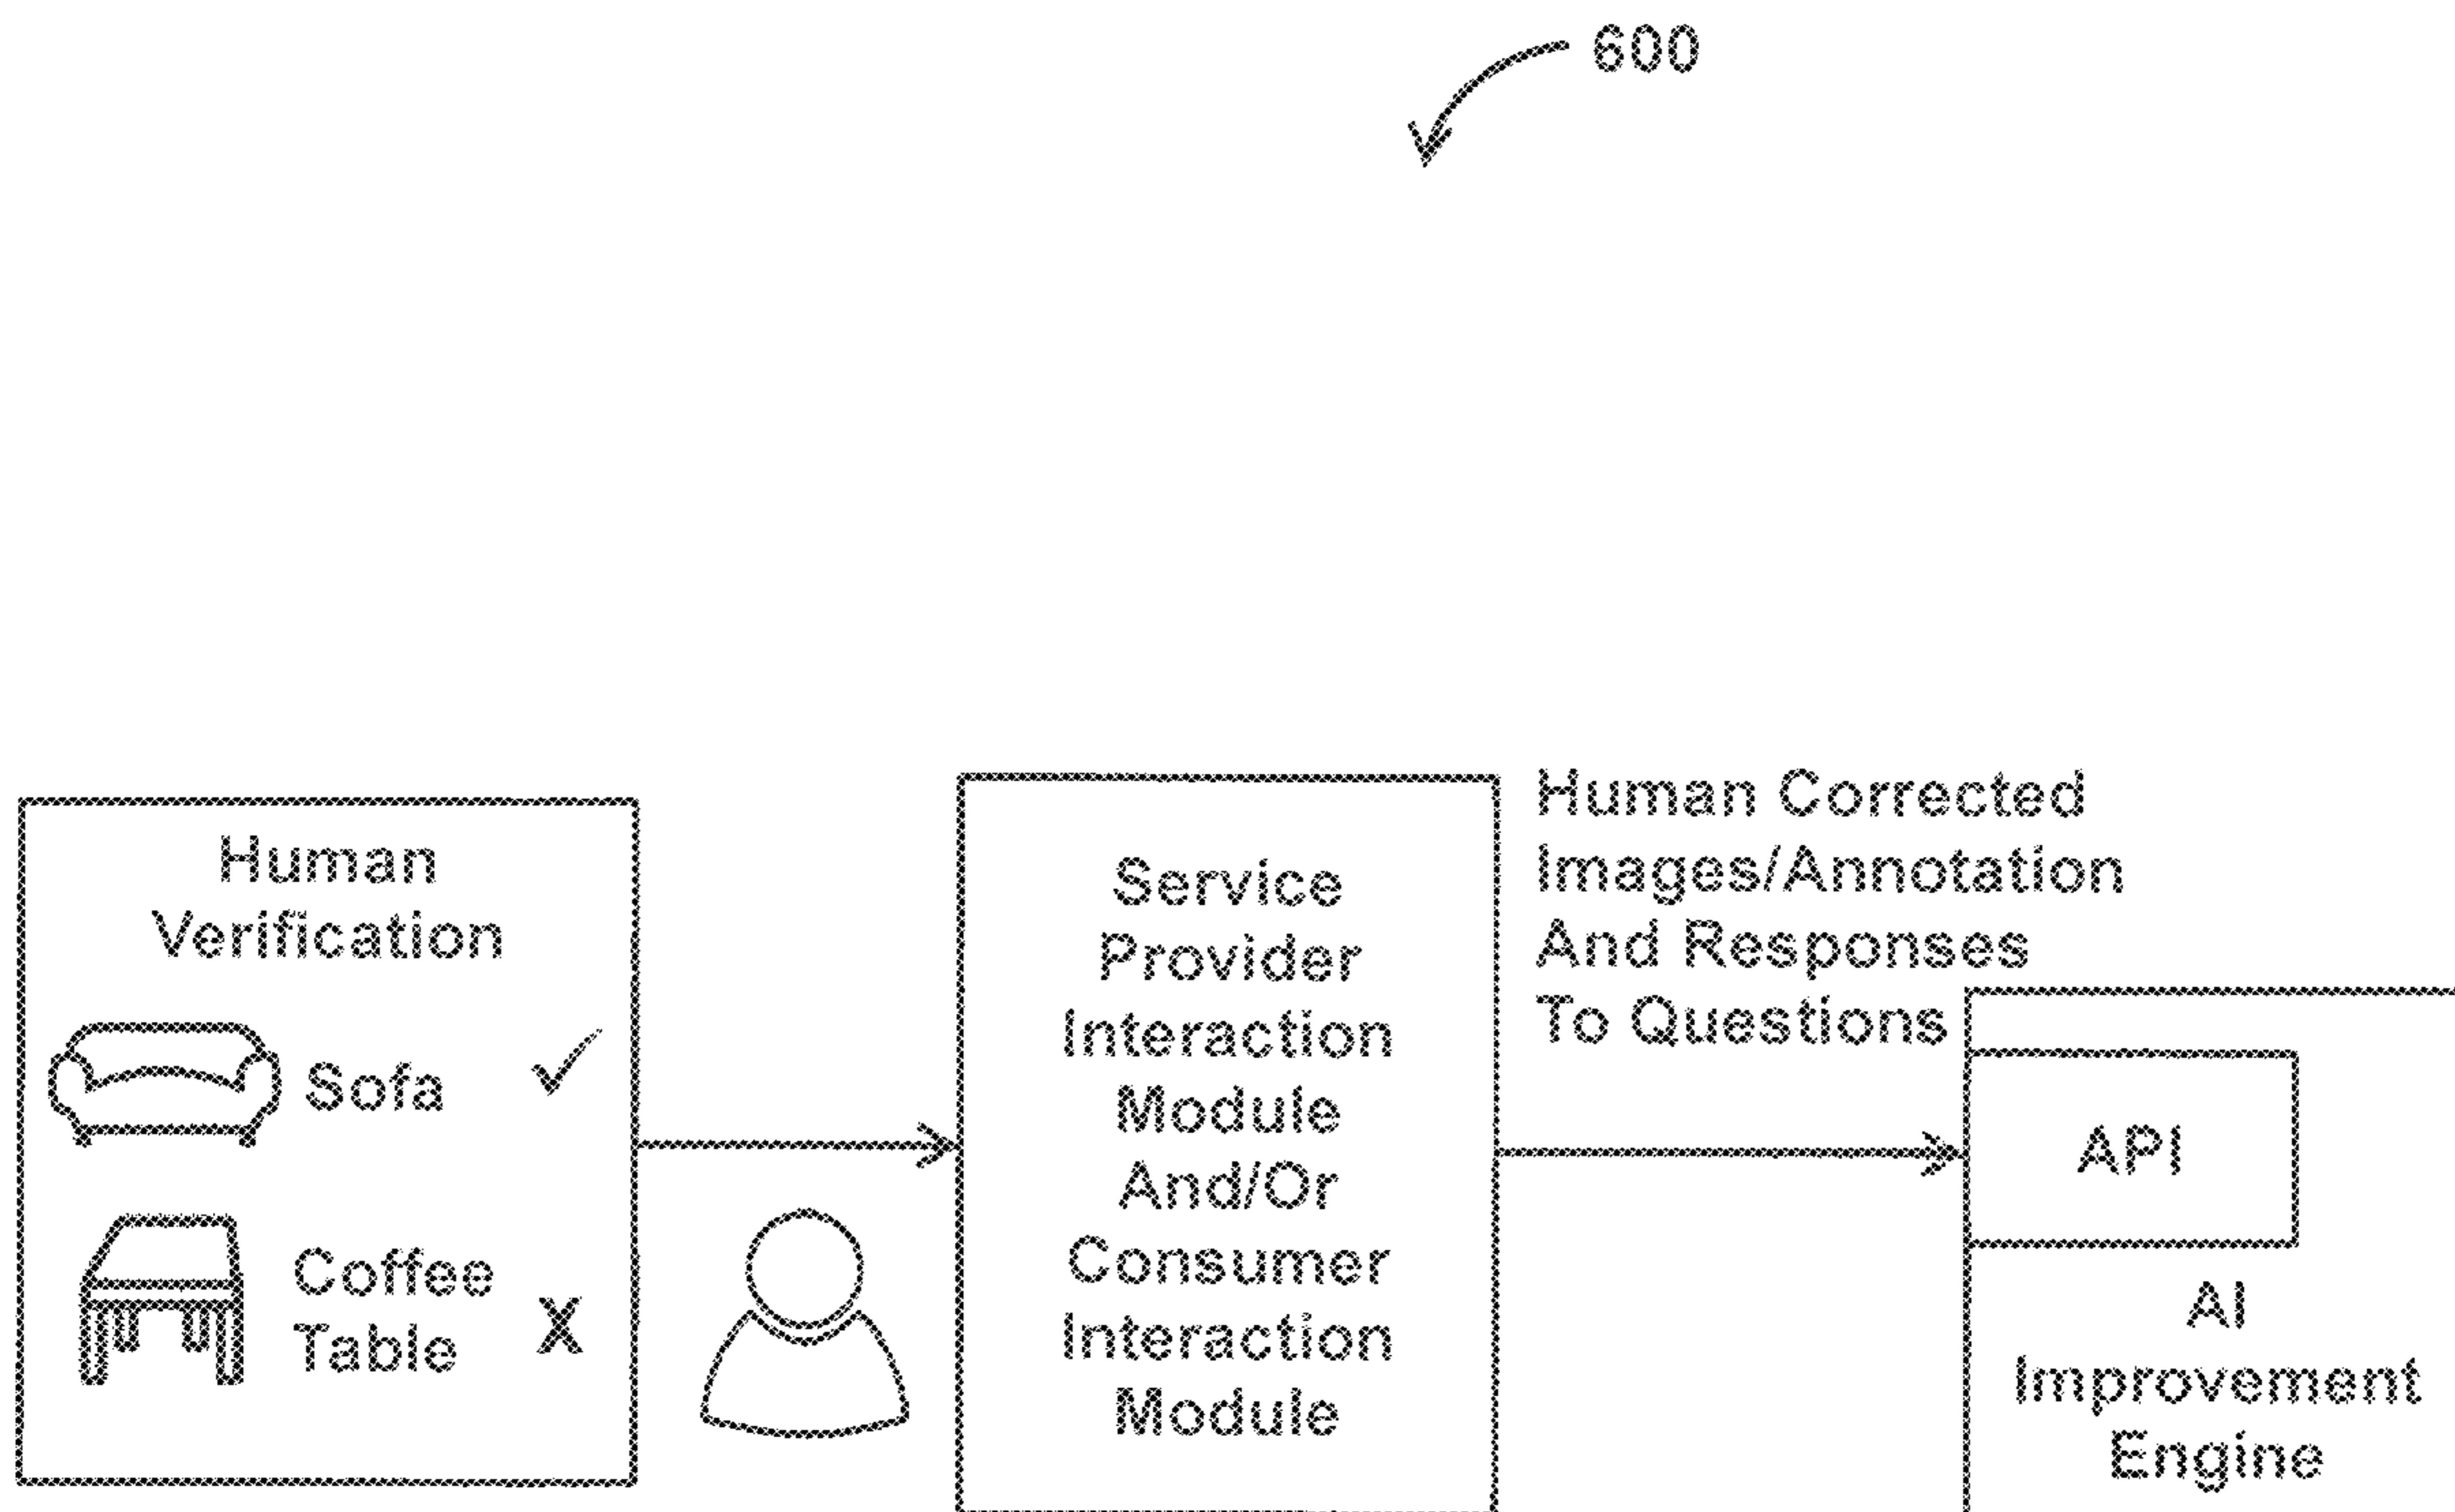 600
Human
Verification
Sofa
Coffee
Table
X
Service
Provider
Interaction
Module
And/Or
Consumer
Interaction
Module
Human Corrected
Images/Annotation
And Responses
To Questions
API
AI
Improvement
Engine